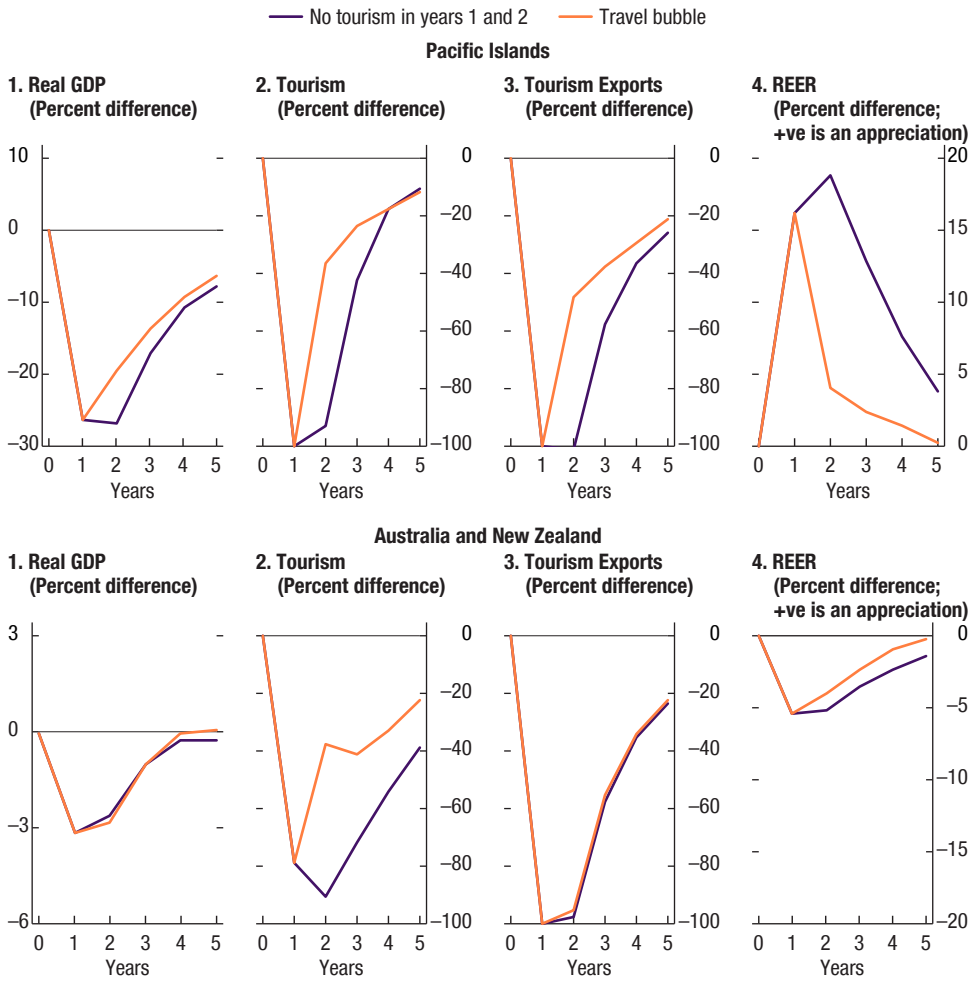 No tourism in years 1 and 2 Travel bubble
Pacific Islands
1. Real GDP
(Percent difference)
2. Tourism
(Percent difference)
3. Tourism Exports
(Percent difference)
4. REER
(Percent difference;
+ve is an appreciation)
10
0
–10
–20
–30
0 1 2 3 4 5
Years
0
–20
–40
–60
–80
–100
0 1 2 3 4 5
Years
0
–20
–40
–60
–80
–100
0 1 2 3 4 5
Years
20
15
10
5
0
0 1 2 3 4 5
Years
Australia and New Zealand
1. Real GDP
(Percent difference)
2. Tourism
(Percent difference)
3. Tourism Exports
(Percent difference)
4. REER
(Percent difference;
+ve is an appreciation)
3
0
–3
–6
0 1 2 3 4 5
Years
0
–20
–40
–60
–80
–100
0 1 2 3 4 5
Years
0
–20
–40
–60
–80
–100
0 1 2 3 4 5
Years
0
–5
–10
–15
–20
0 1 2 3 4 5
Years